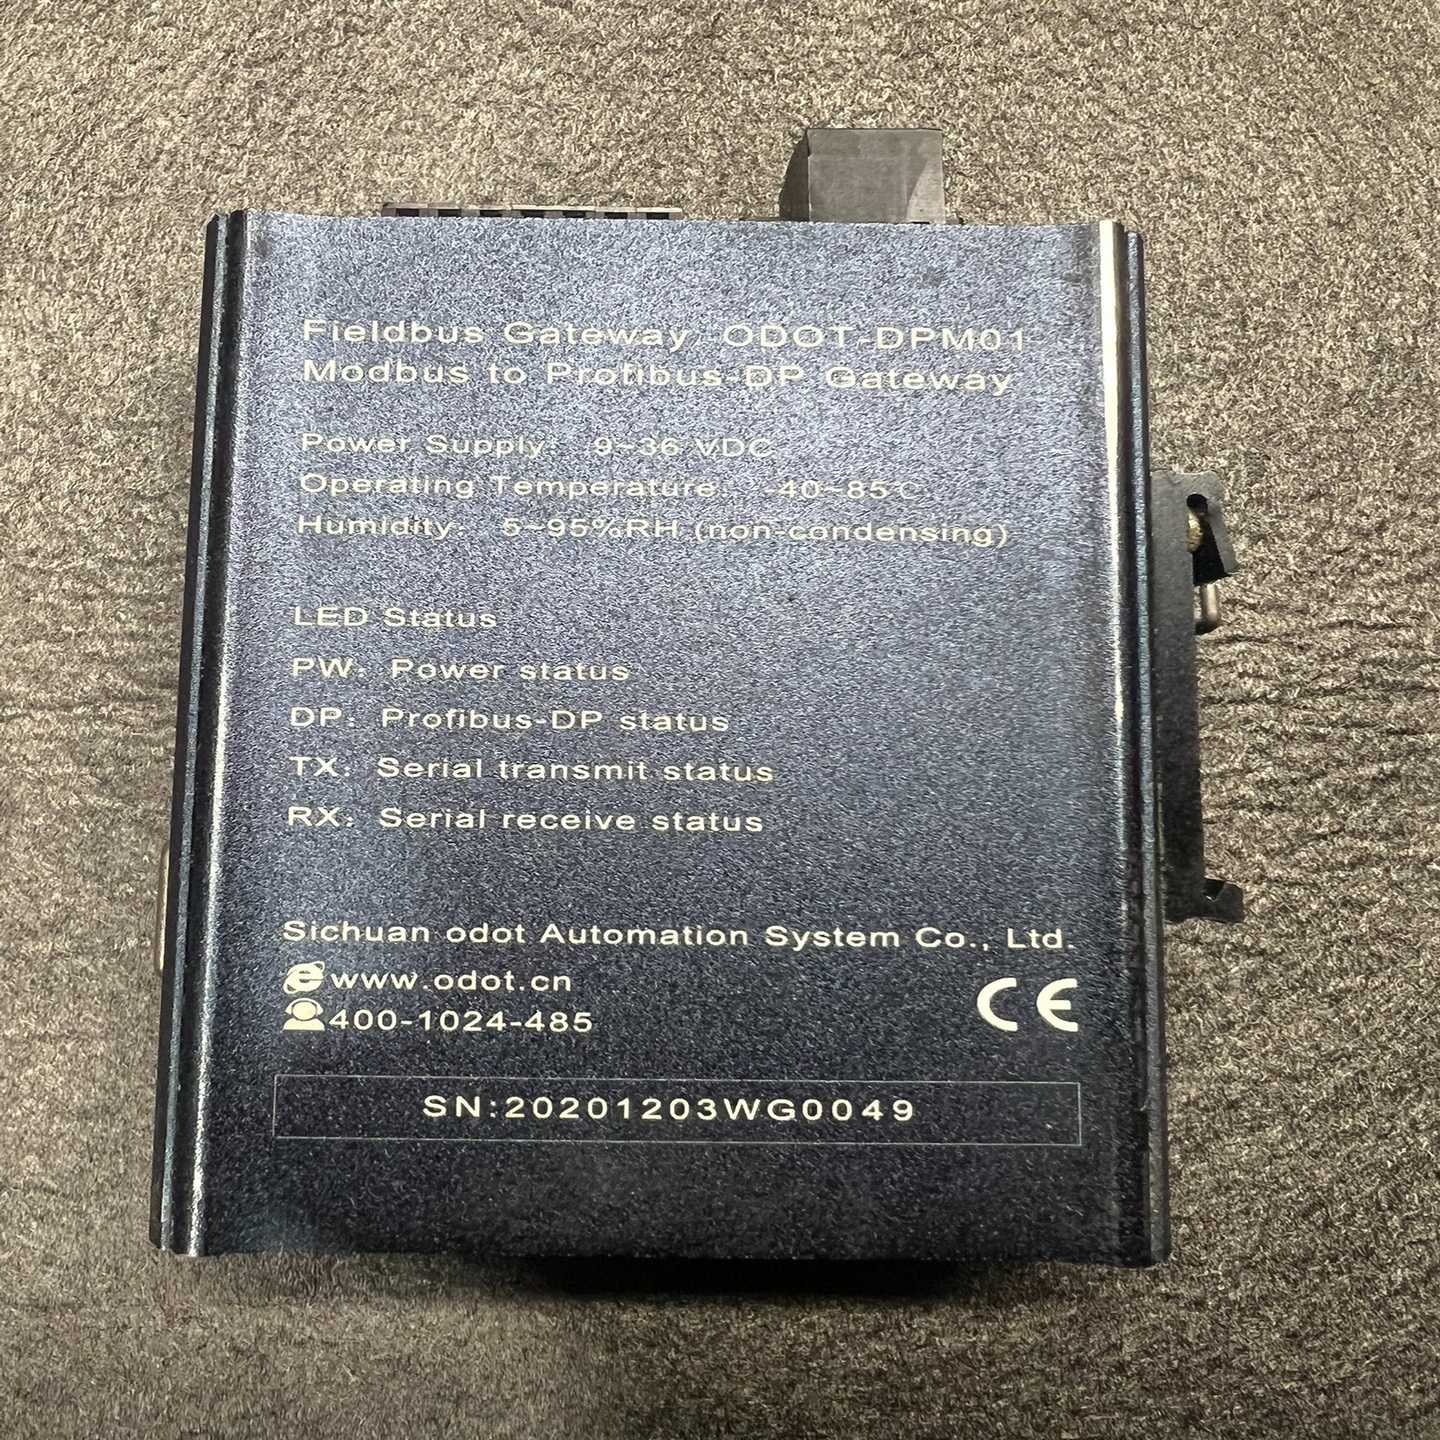 Fieldbus Gateway, ODOT-DPM01
Modbus to Profibus-DP Gateway
Power Supply: 9~36 VDC
Operating Temperature: -40~85℃
Humidity: 5~95%RH (non-condensing)
LED Status
PW: Power status
DP: Profibus-DP status
TX: Serial transmit status
RX: Serial receive status
Sichuan odot Automation System Co., Ltd.
www.odot.cn
400-1024-485
CE
SN:20201203WG0049